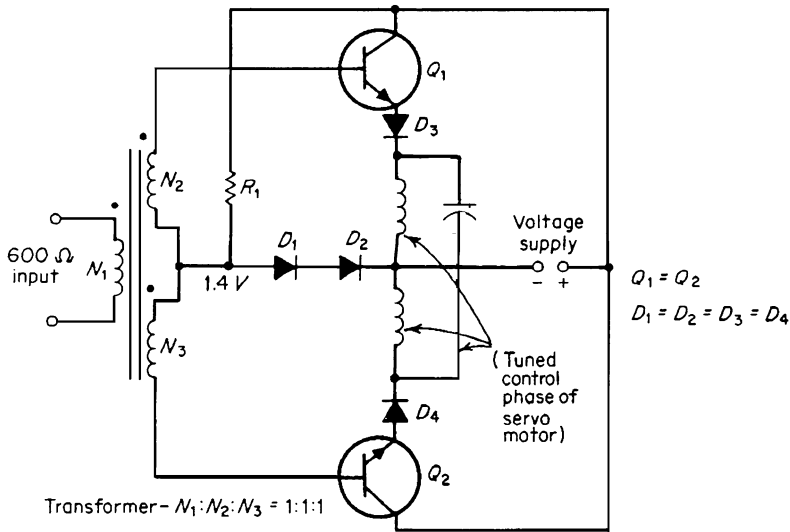 Q₁
D₃
N₂
R₁
Voltage
supply
600 Ω
input
N₁
D₁
D₂
1.4 V
- +
Q₁ = Q₂
D₁ = D₂ = D₃ = D₄
N₃
(Tuned
control
phase of
servo
motor)
D₄
Q₂
Transformer – N₁:N₂:N₃ = 1:1:1